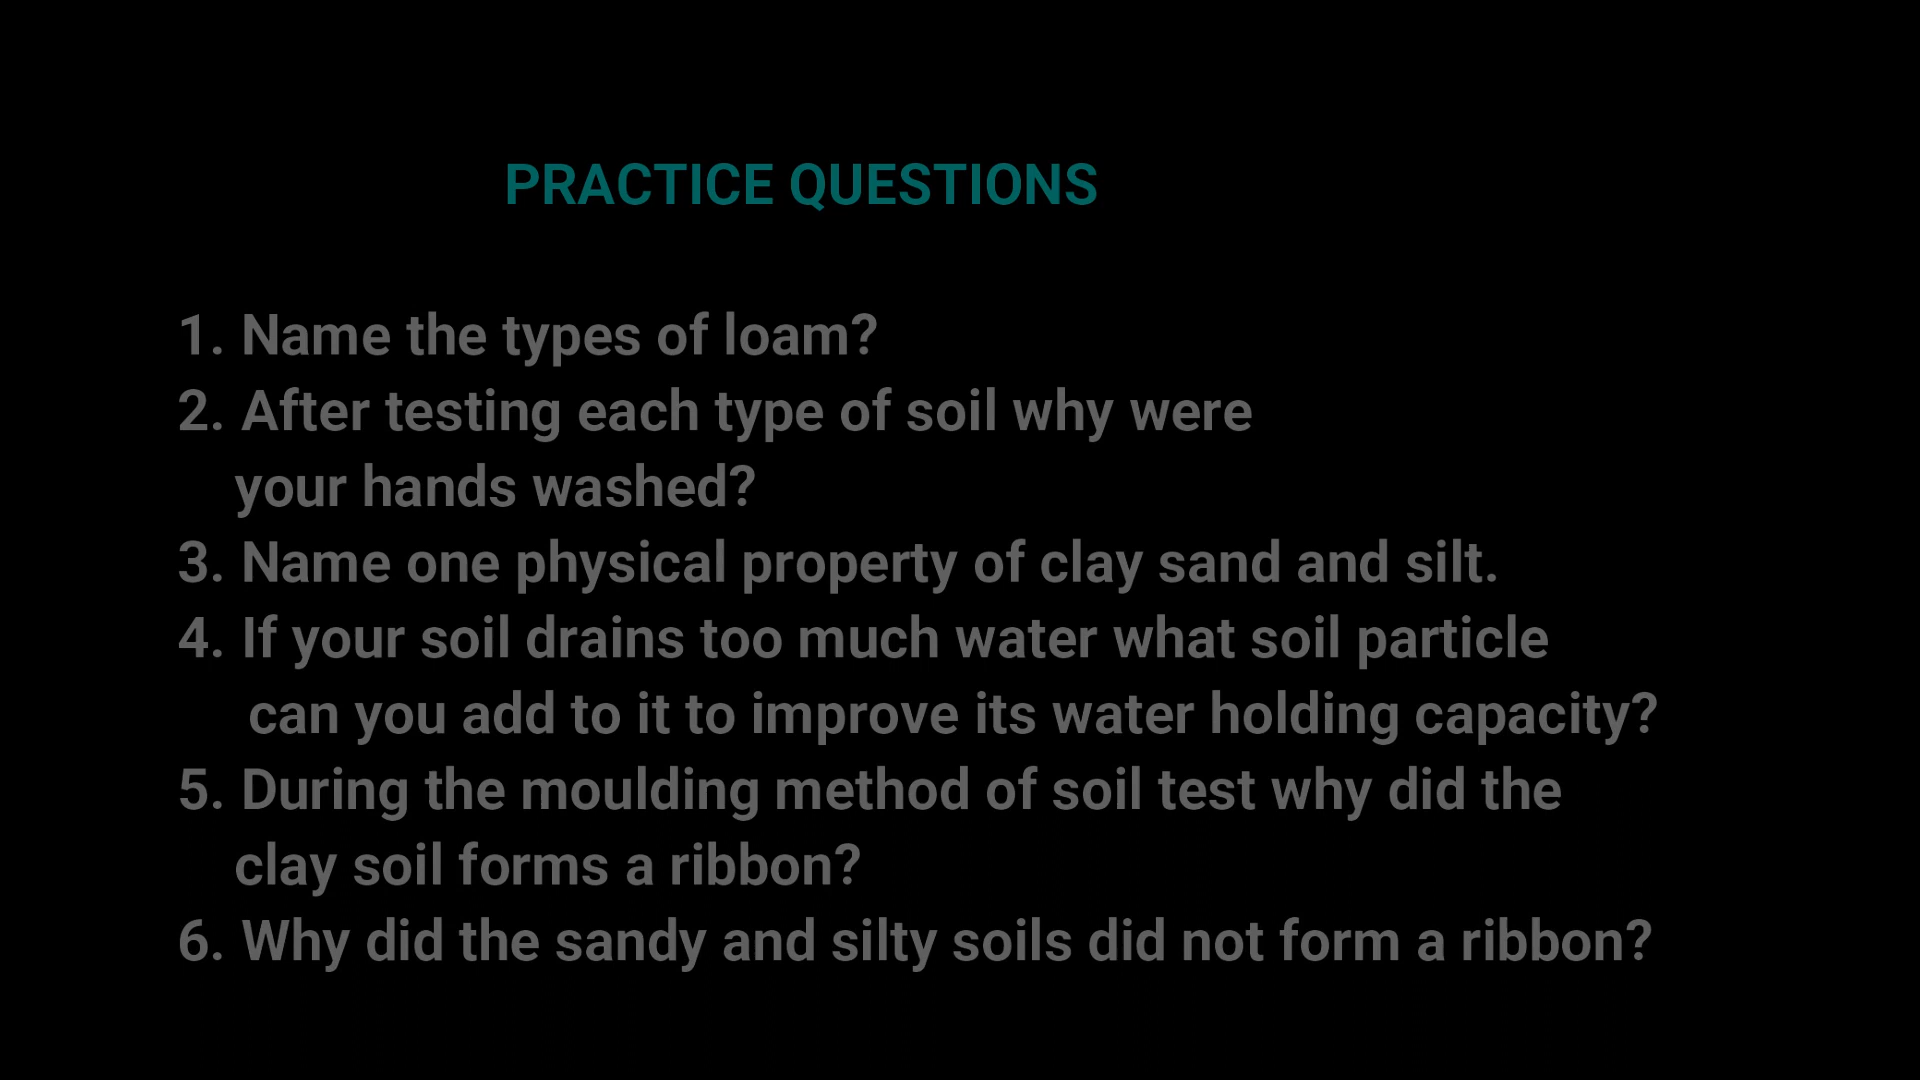 PRACTICE QUESTIONS
1. Name the types of loam?
2. After testing each type of soil why were
your hands washed?
3. Name one physical property of clay sand and silt.
4. If your soil drains too much water what soil particle
can you add to it to improve its water holding capacity?
5. During the moulding method of soil test why did the
clay soil forms a ribbon?
6. Why did the sandy and silty soils did not form a ribbon?